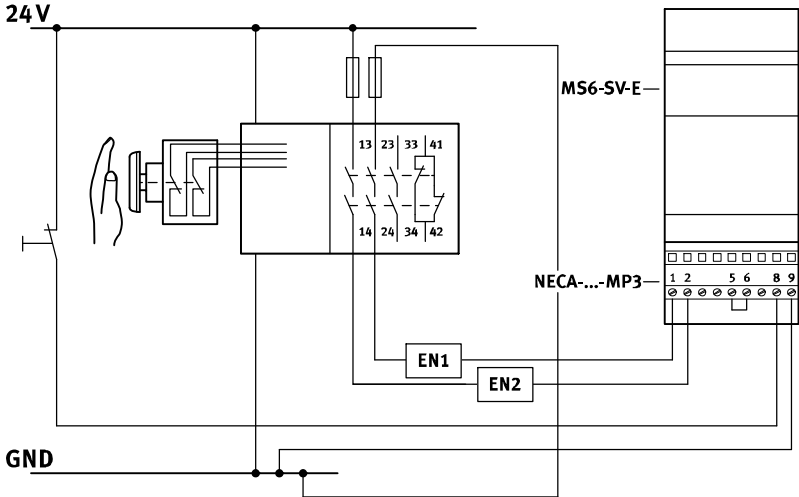 24 V
MS6-SV-E
13 23 33 41
14 24 34 42
NECA-...-MP3
1 2 5 6 8 9
EN1
EN2
GND